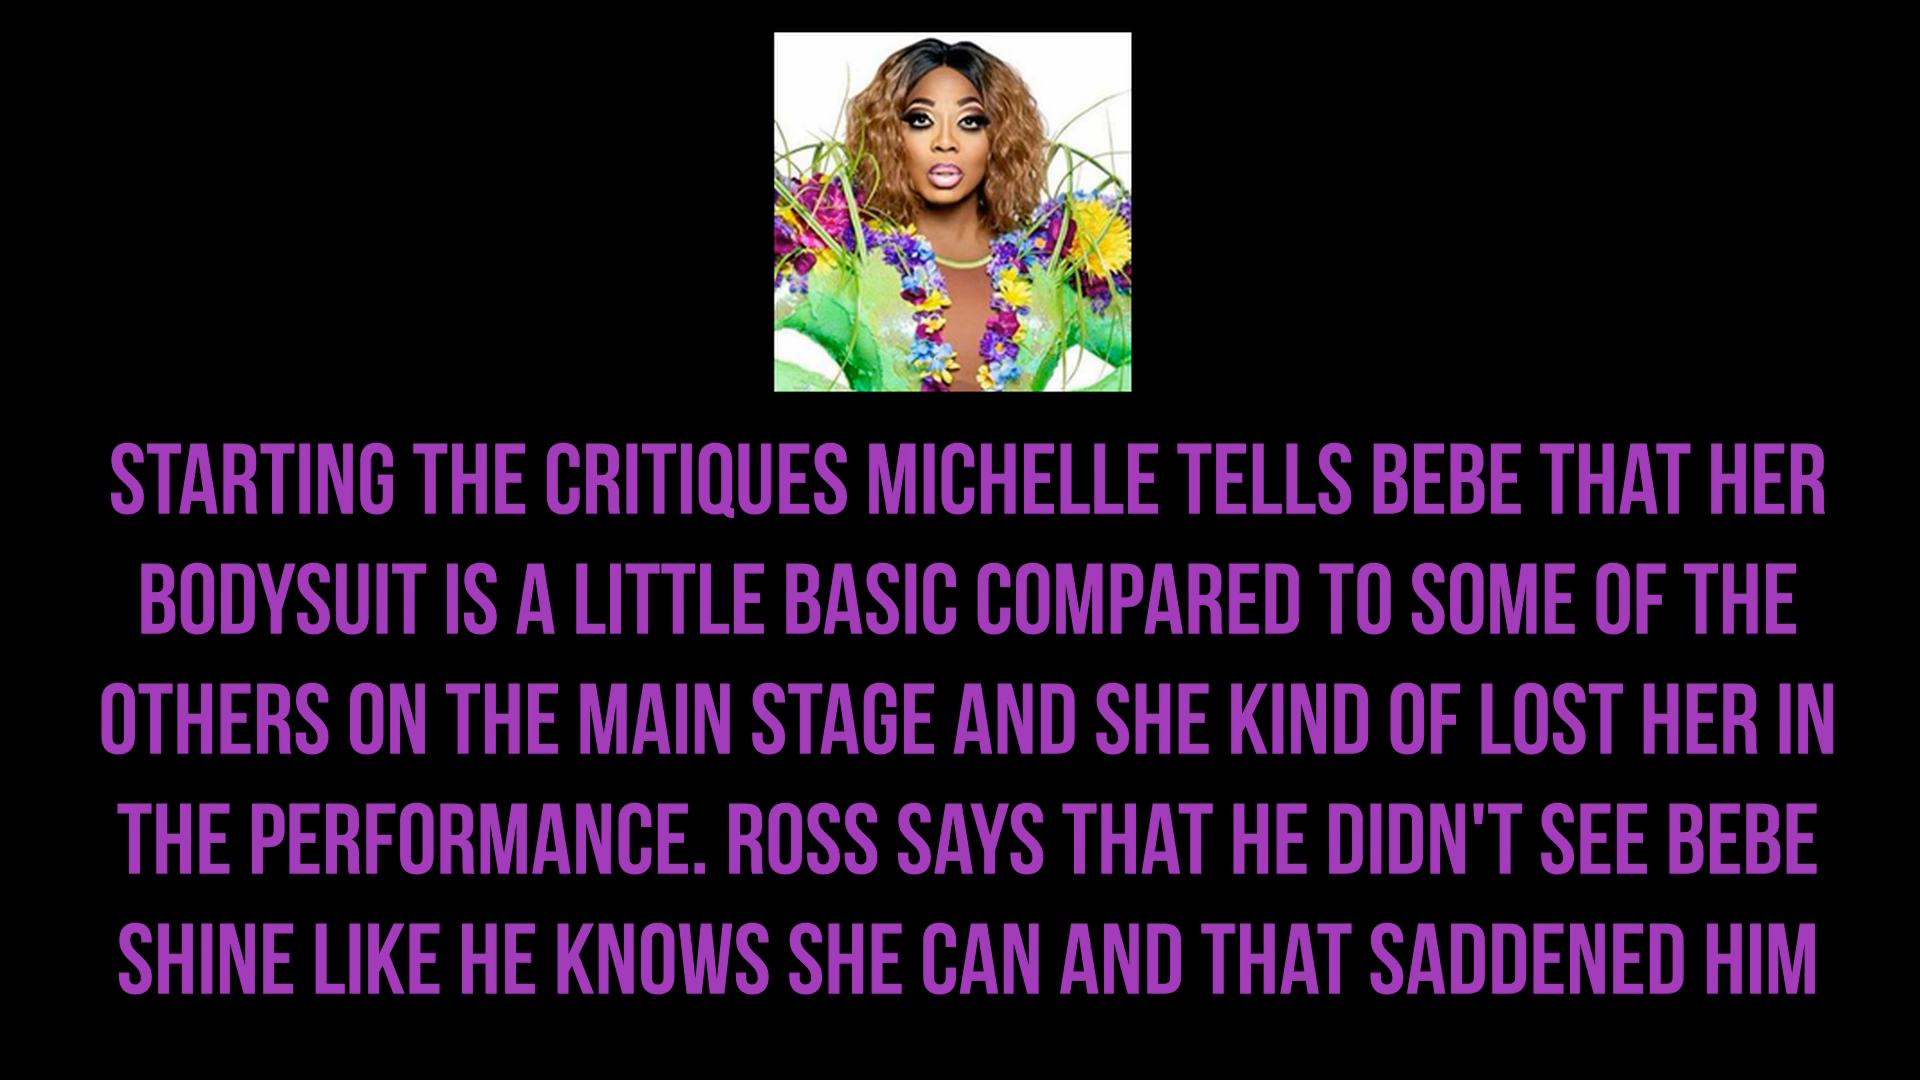 STARTING THE CRITIQUES MICHELLE TELLS BEBE THAT HER
BODYSUIT IS A LITTLE BASIC COMPARED TO SOME OF THE
OTHERS ON THE MAIN STAGE AND SHE KIND OF LOST HER IN
THE PERFORMANCE. ROSS SAYS THAT HE DIDN'T SEE BEBE
SHINE LIKE HE KNOWS SHE CAN AND THAT SADDENED HIM